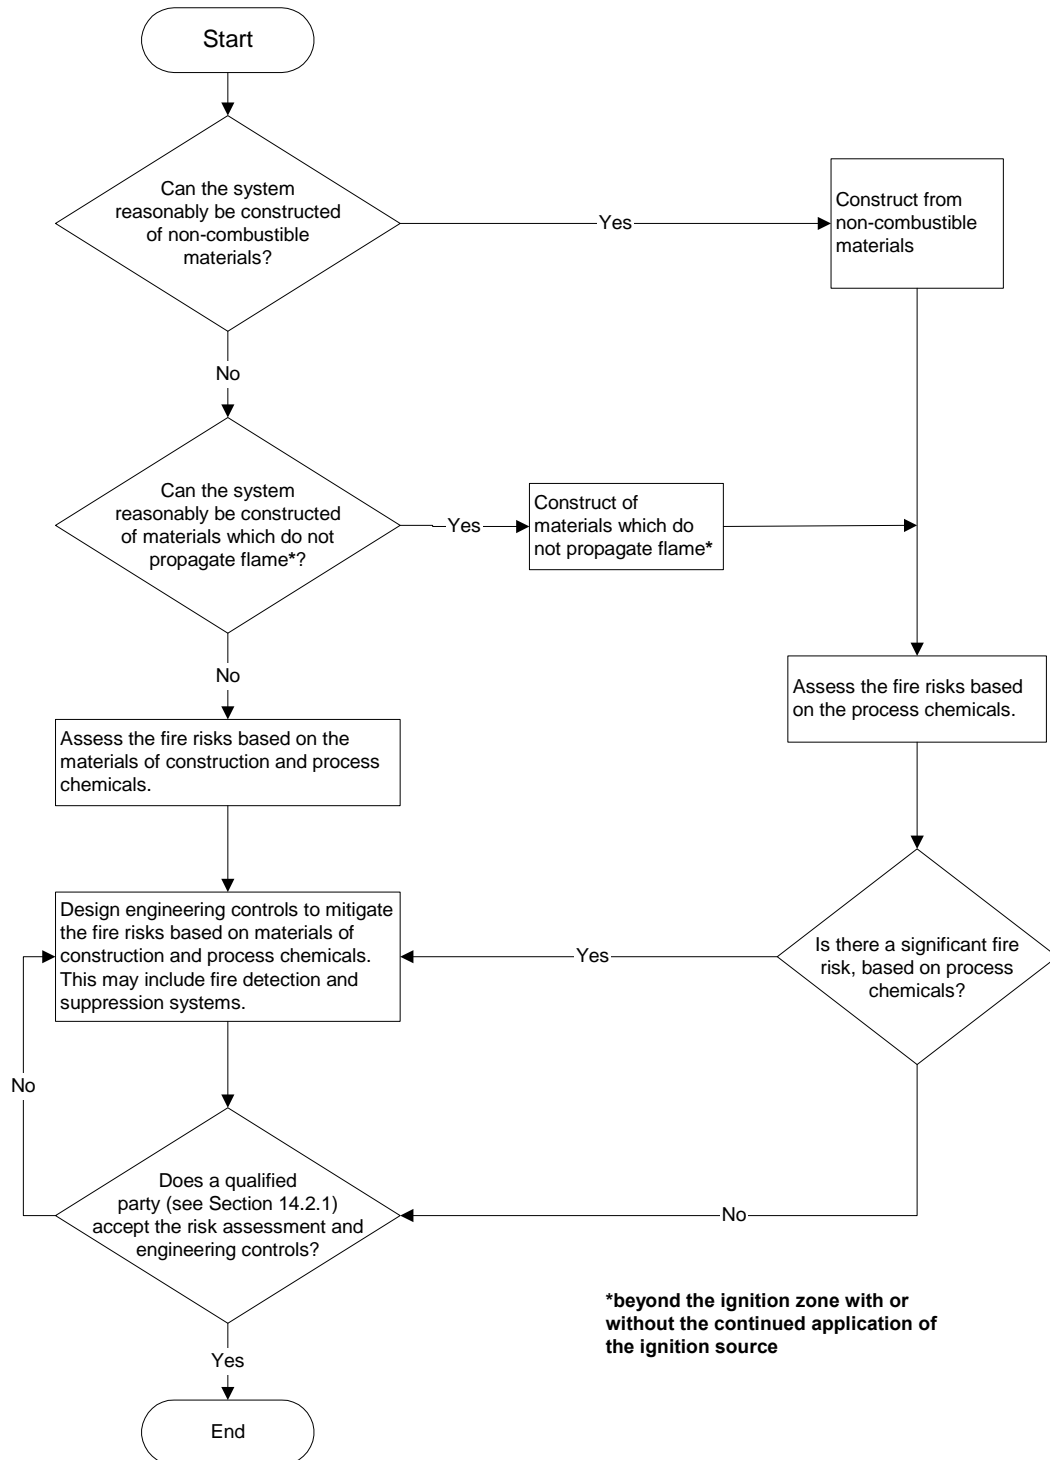 Start
Can the system
reasonably be constructed
of non-combustible
materials?
Yes
Construct from
non-combustible
materials
No
Can the system
reasonably be constructed
of materials which do not
propagate flame*?
Yes
Construct of
materials which do
not propagate flame*
No
Assess the fire risks based
on the process chemicals.
Assess the fire risks based on the
materials of construction and process
chemicals.
Design engineering controls to mitigate
the fire risks based on materials of
construction and process chemicals.
This may include fire detection and
suppression systems.
Yes
Is there a significant fire
risk, based on process
chemicals?
No
Does a qualified
party (see Section 14.2.1)
accept the risk assessment and
engineering controls?
No
*beyond the ignition zone with or
without the continued application of
the ignition source
Yes
End